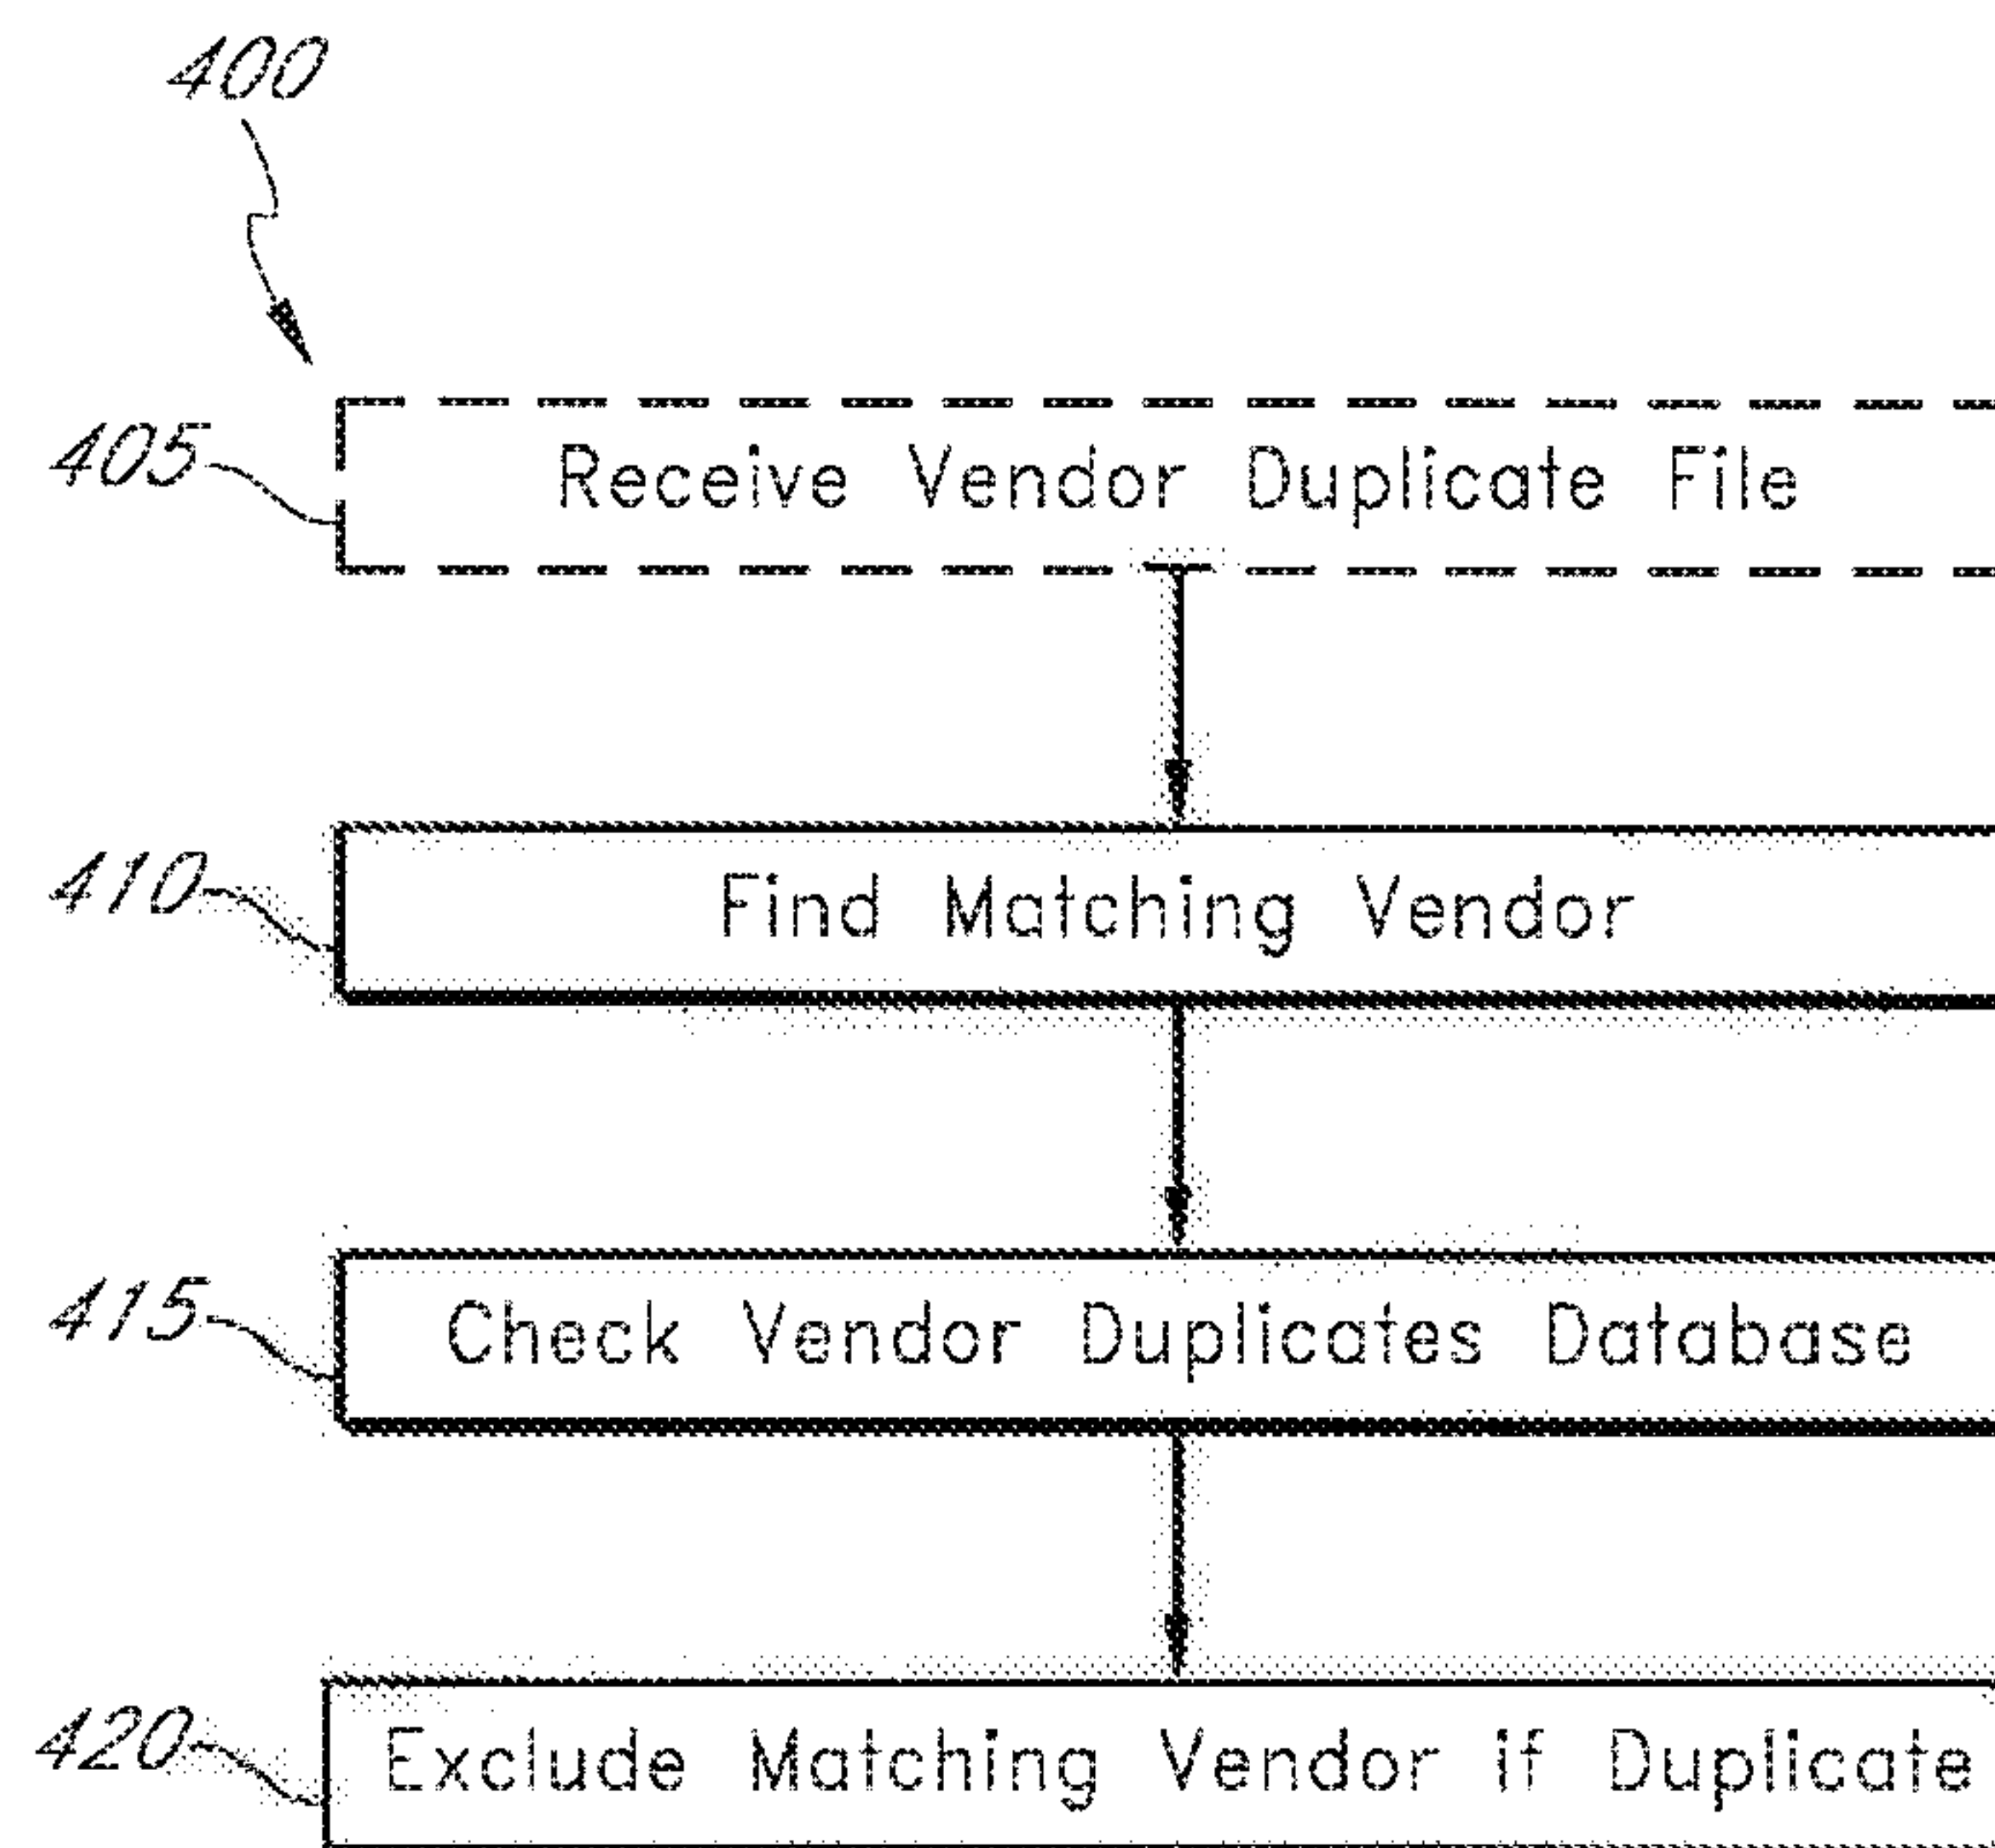 400
405 Receive Vendor Duplicate File
410 Find Matching Vendor
415 Check Vendor Duplicates Database
420 Exclude Matching Vendor if Duplicate